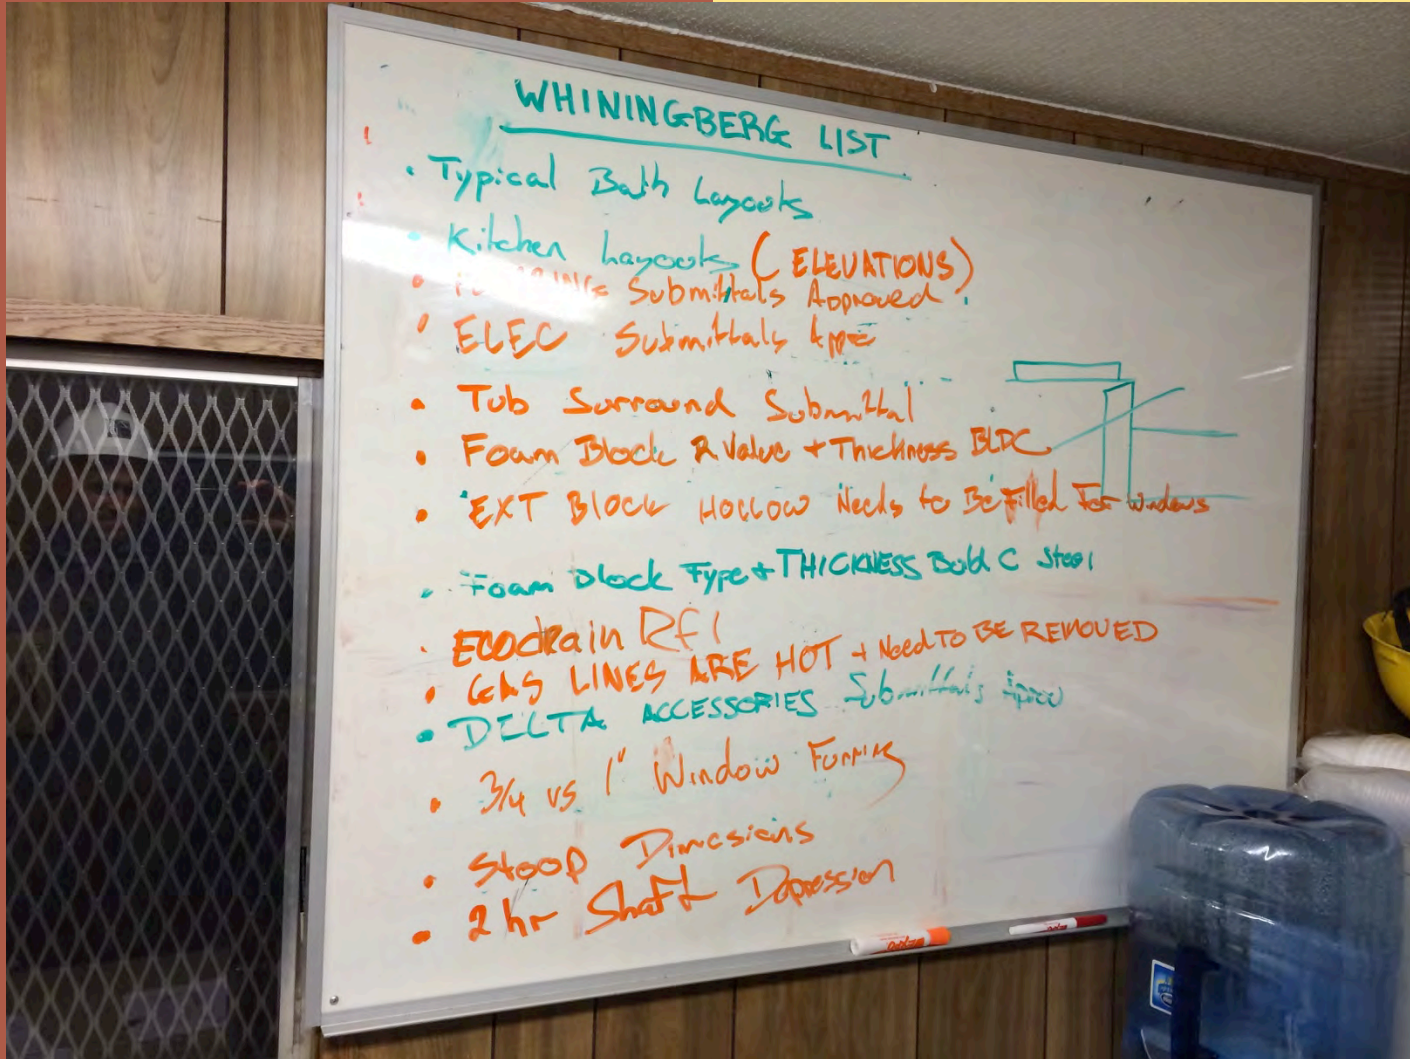 WHININGBERG LIST
• Typical Bath Layouts
• Kitchen Layouts (ELEVATIONS)
• Submittals Approved
• ELEC Submittals App
• Tub Surround Submittal
• Foam Block R Value + Thickness BLDC
• EXT BLOCK HOLLOW Needs to Be Filled For Windows
• Foam Block Type + THICKNESS Bold C Steel
• ECOdrain RFI
• GAS LINES ARE HOT + Need TO BE REMOVED
• DELTA ACCESSORIES Submittals
• 3/4 vs 1" Window Furring
• Stoop Dimesions
• 2 hr Shaft Depression